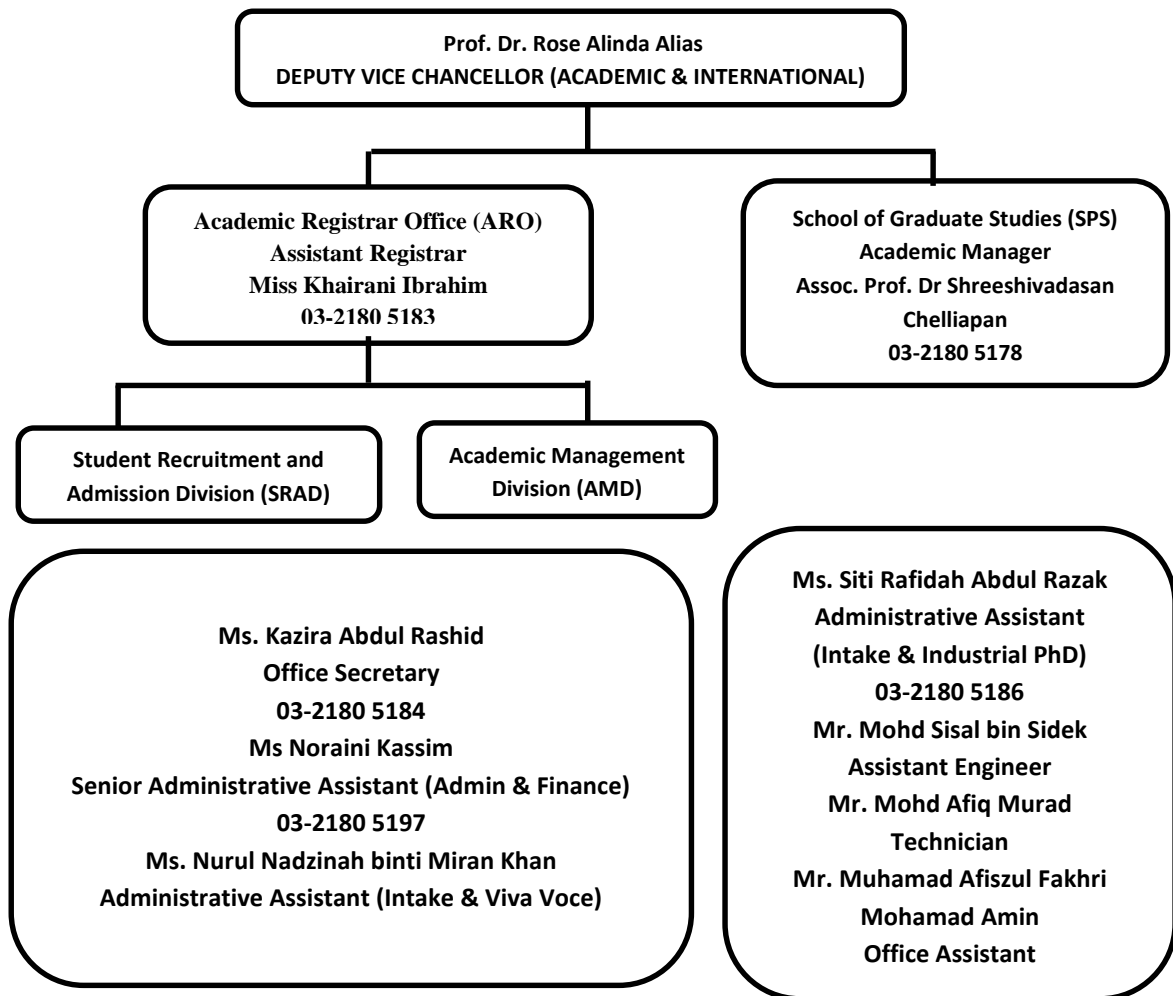 Prof. Dr. Rose Alinda Alias
DEPUTY VICE CHANCELLOR (ACADEMIC & INTERNATIONAL)
Academic Registrar Office (ARO)
Assistant Registrar
Miss Khairani Ibrahim
03-2180 5183
School of Graduate Studies (SPS)
Academic Manager
Assoc. Prof. Dr Shreeshivadasan
Chelliapan
03-2180 5178
Student Recruitment and
Admission Division (SRAD)
Academic Management
Division (AMD)
Ms. Kazira Abdul Rashid
Office Secretary
03-2180 5184
Ms Noraini Kassim
Senior Administrative Assistant (Admin & Finance)
03-2180 5197
Ms. Nurul Nadzinah binti Miran Khan
Administrative Assistant (Intake & Viva Voce)
Ms. Siti Rafidah Abdul Razak
Administrative Assistant
(Intake & Industrial PhD)
03-2180 5186
Mr. Mohd Sisal bin Sidek
Assistant Engineer
Mr. Mohd Afiq Murad
Technician
Mr. Muhamad Afiszul Fakhri
Mohamad Amin
Office Assistant